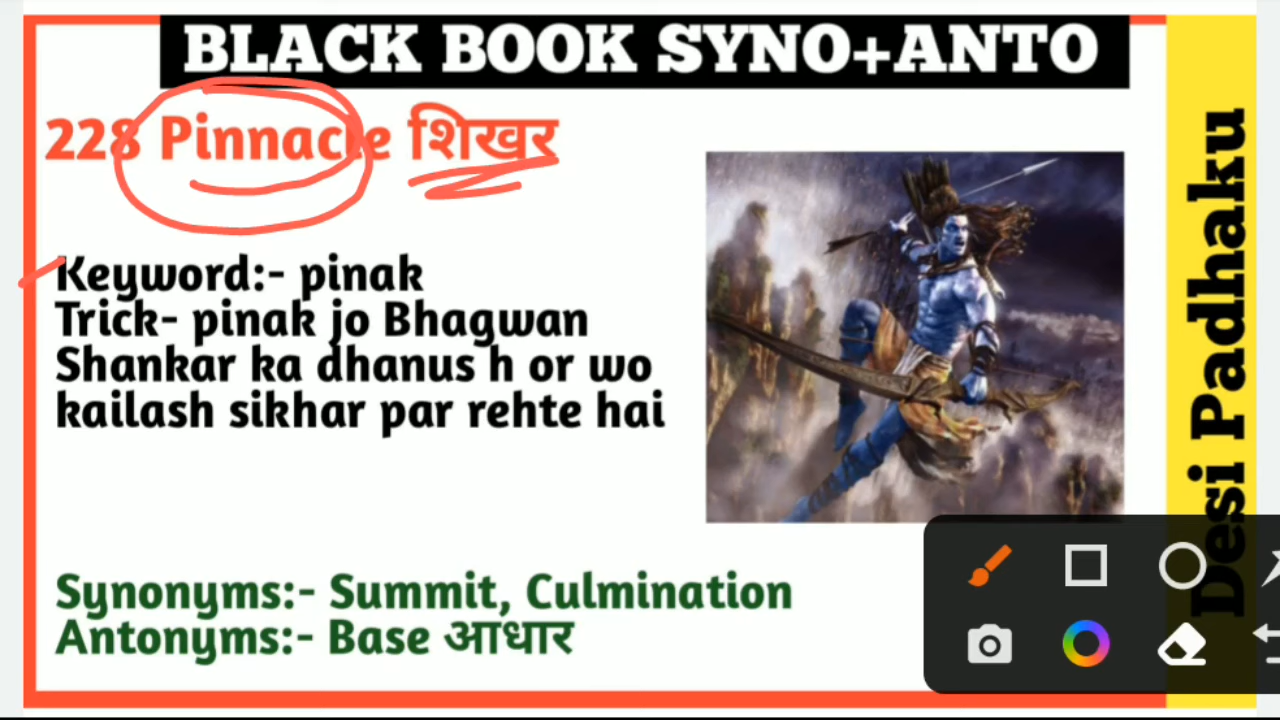 BLACK BOOK SYNO+ANTO
228 Pinnacle शिखर
Keyword:- pinak
Trick- pinak jo Bhagwan
Shankar ka dhanus h or wo
kailash sikhar par rehte hai
Synonyms:- Summit, Culmination
Antonyms:- Base आधार
Desi Padhaku